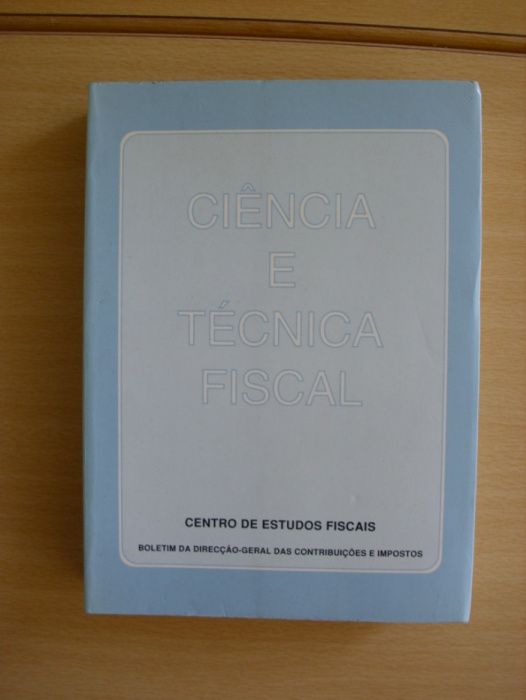 CIÊNCIA
E
TÉCNICA
FISCAL
CENTRO DE ESTUDOS FISCAIS
BOLETIM DA DIRECÇÃO-GERAL DAS CONTRIBUIÇÕES E IMPOSTOS